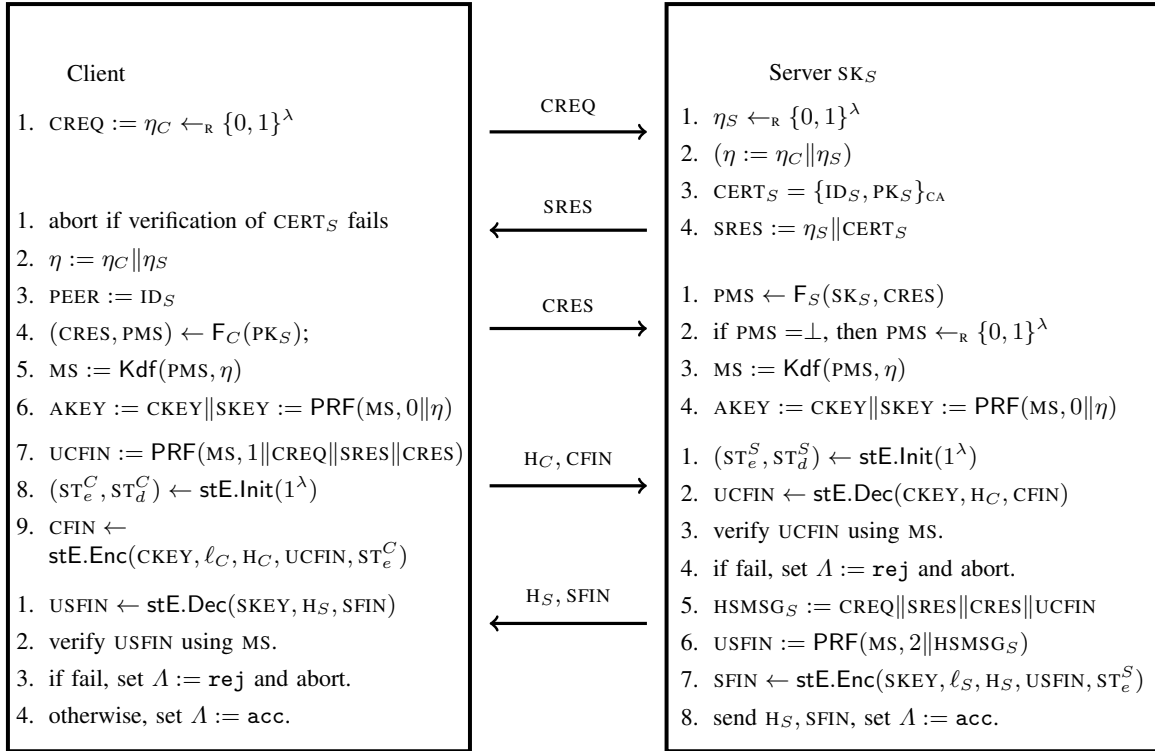 Client
1. CREQ := η_C ←_R {0, 1}^λ
1. abort if verification of CERT_S fails
2. η := η_C‖η_S
3. PEER := ID_S
4. (CRES, PMS) ← F_C(PK_S);
5. MS := Kdf(PMS, η)
6. AKEY := CKEY‖SKEY := PRF(MS, 0‖η)
7. UCFIN := PRF(MS, 1‖CREQ‖SRES‖CRES)
8. (ST_e^C, ST_d^C) ← stE.Init(1^λ)
9. CFIN ←
stE.Enc(CKEY, ℓ_C, H_C, UCFIN, ST_e^C)
1. USFIN ← stE.Dec(SKEY, H_S, SFIN)
2. verify USFIN using MS.
3. if fail, set Λ := rej and abort.
4. otherwise, set Λ := acc.
CREQ
SRES
CRES
H_C, CFIN
H_S, SFIN
Server SK_S
1. η_S ←_R {0, 1}^λ
2. (η := η_C‖η_S)
3. CERT_S = {ID_S, PK_S}_CA
4. SRES := η_S‖CERT_S
1. PMS ← F_S(SK_S, CRES)
2. if PMS =⊥, then PMS ←_R {0, 1}^λ
3. MS := Kdf(PMS, η)
4. AKEY := CKEY‖SKEY := PRF(MS, 0‖η)
1. (ST_e^S, ST_d^S) ← stE.Init(1^λ)
2. UCFIN ← stE.Dec(CKEY, H_C, CFIN)
3. verify UCFIN using MS.
4. if fail, set Λ := rej and abort.
5. HSMSG_S := CREQ‖SRES‖CRES‖UCFIN
6. USFIN := PRF(MS, 2‖HSMSG_S)
7. SFIN ← stE.Enc(SKEY, ℓ_S, H_S, USFIN, ST_e^S)
8. send H_S, SFIN, set Λ := acc.